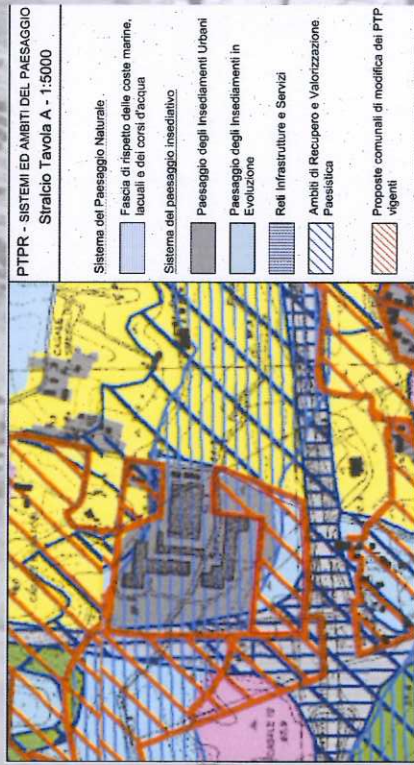 PTPR - SISTEMI ED AMBITI DEL PAESAGGIO
Stralcio Tavola A - 1:5000
Sistema del Paesaggio Naturale
Fascia di rispetto delle coste marine,
lacuali e dei corsi d'acqua
Sistema del paesaggio insediativo
Paesaggio degli Insediamenti Urbani
Paesaggio degli Insediamenti in
Evoluzione
Reti Infrastrutture e Servizi
Ambiti di Recupero e Valorizzazione
Paesistica
Proposte comunali di modifica dei PTP
vigenti
CASALE